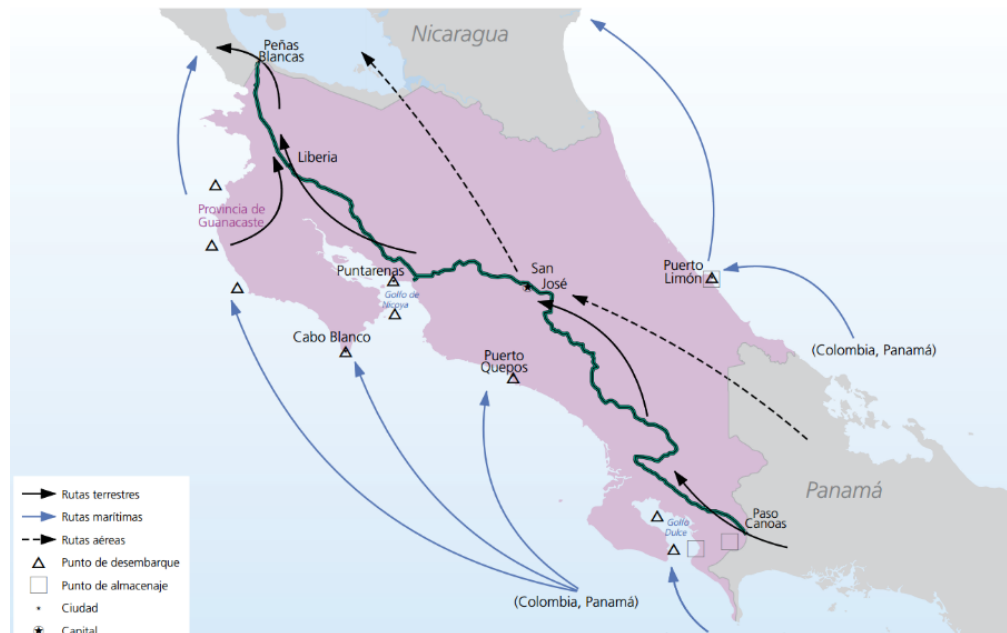 Nicaragua
Peñas
Blancas
Liberia
Provincia de
Guanacaste
Puntarenas
Golfo de
Nicoya
Cabo Blanco
San
José
Puerto
Limón
(Colombia, Panamá)
Puerto
Quepos
Panamá
Paso
Canoas
Golfo
Dulce
(Colombia, Panamá)
Rutas terrestres
Rutas marítimas
Rutas aéreas
Punto de desembarque
Punto de almacenaje
Ciudad
Capital